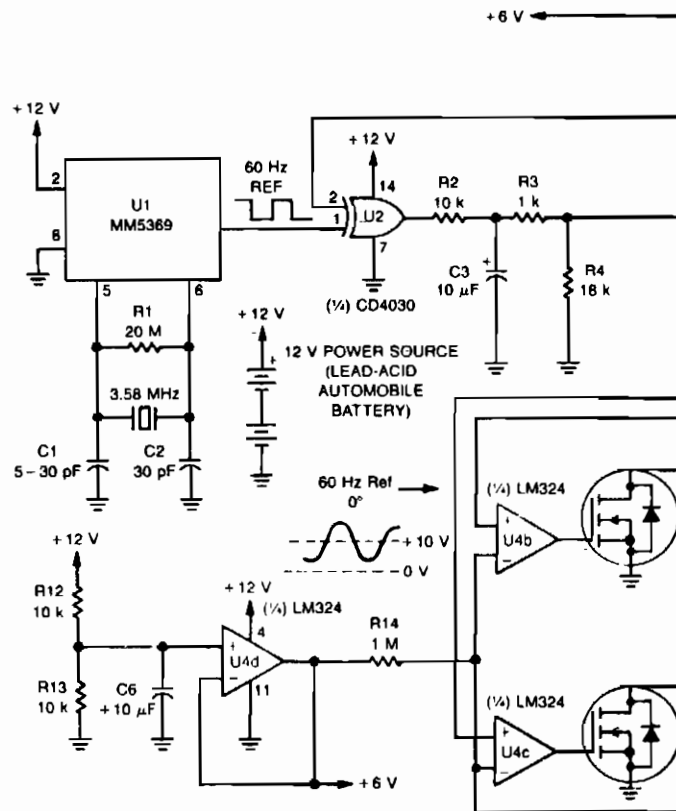 +6 V
+12 V
2
U1
MM5369
6
5
6
60 Hz
REF
+12 V
14
2
1
U2
7
(¼) CD4030
R2
10 k
R3
1 k
+
C3
10 µF
R4
18 k
R1
20 M
3.58 MHz
C1
5–30 pF
C2
30 pF
+12 V
+
12 V POWER SOURCE
(LEAD-ACID
AUTOMOBILE
BATTERY)
60 Hz Ref
0°
+10 V
0 V
(¼) LM324
+
U4b
−
+12 V
R12
10 k
R13
10 k
C6
+10 µF
+12 V
(¼) LM324
4
+
U4d
−
11
R14
1 M
+6 V
(¼) LM324
+
U4c
−